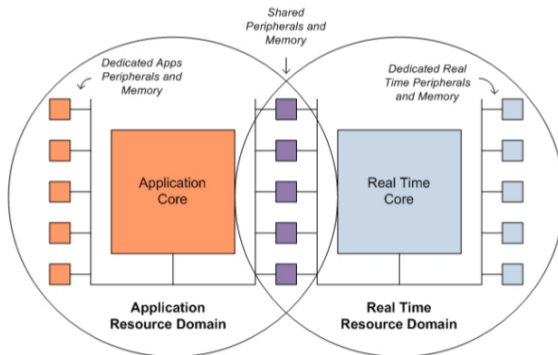 Shared
Peripherals and
Memory
Dedicated Apps
Peripherals and
Memory
Dedicated Real
Time Peripherals
and Memory
Application
Core
Real Time
Core
Application
Resource Domain
Real Time
Resource Domain